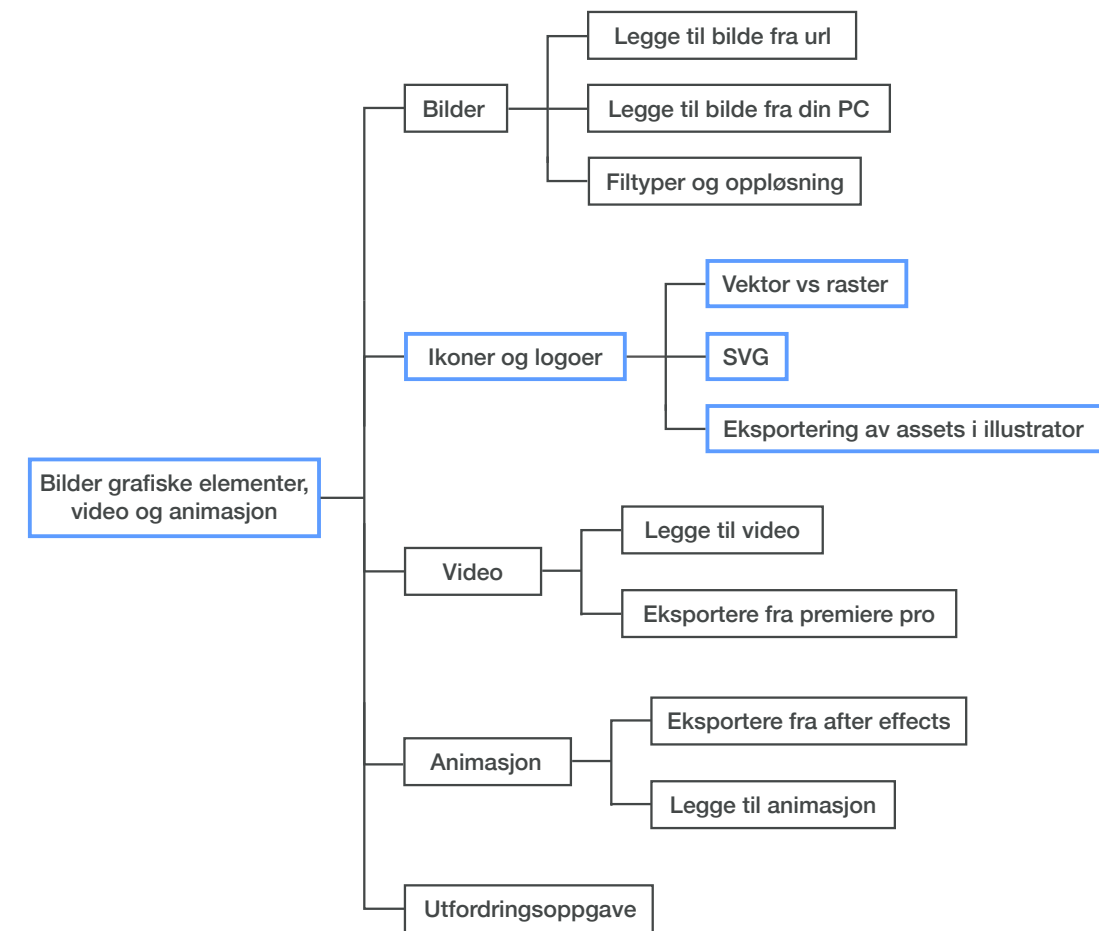 Legge til bilde fra url
Bilder
Legge til bilde fra din PC
Filtyper og oppløsning
Vektor vs raster
Ikoner og logoer
SVG
Eksportering av assets i illustrator
Bilder grafiske elementer,
video og animasjon
Legge til video
Video
Eksportere fra premiere pro
Eksportere fra after effects
Animasjon
Legge til animasjon
Utfordringsoppgave